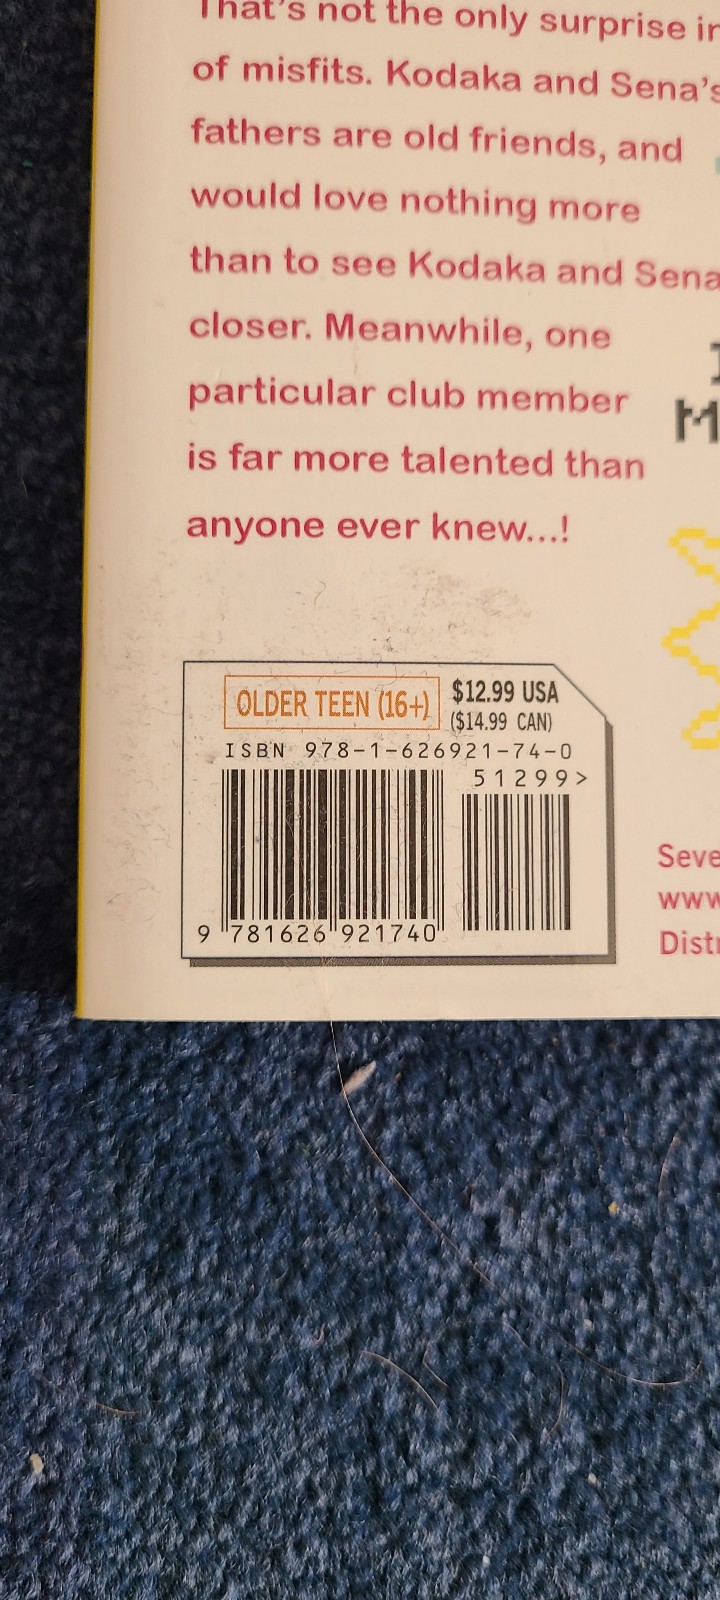 That's not the only surprise in
of misfits. Kodaka and Sena's
fathers are old friends, and
would love nothing more
than to see Kodaka and Sena
closer. Meanwhile, one
particular club member
is far more talented than
anyone ever knew...!
OLDER TEEN (16+)
$12.99 USA
($14.99 CAN)
ISBN 978-1-626921-74-0
51299>
9 781626 921740
M
Seve
www
Distr